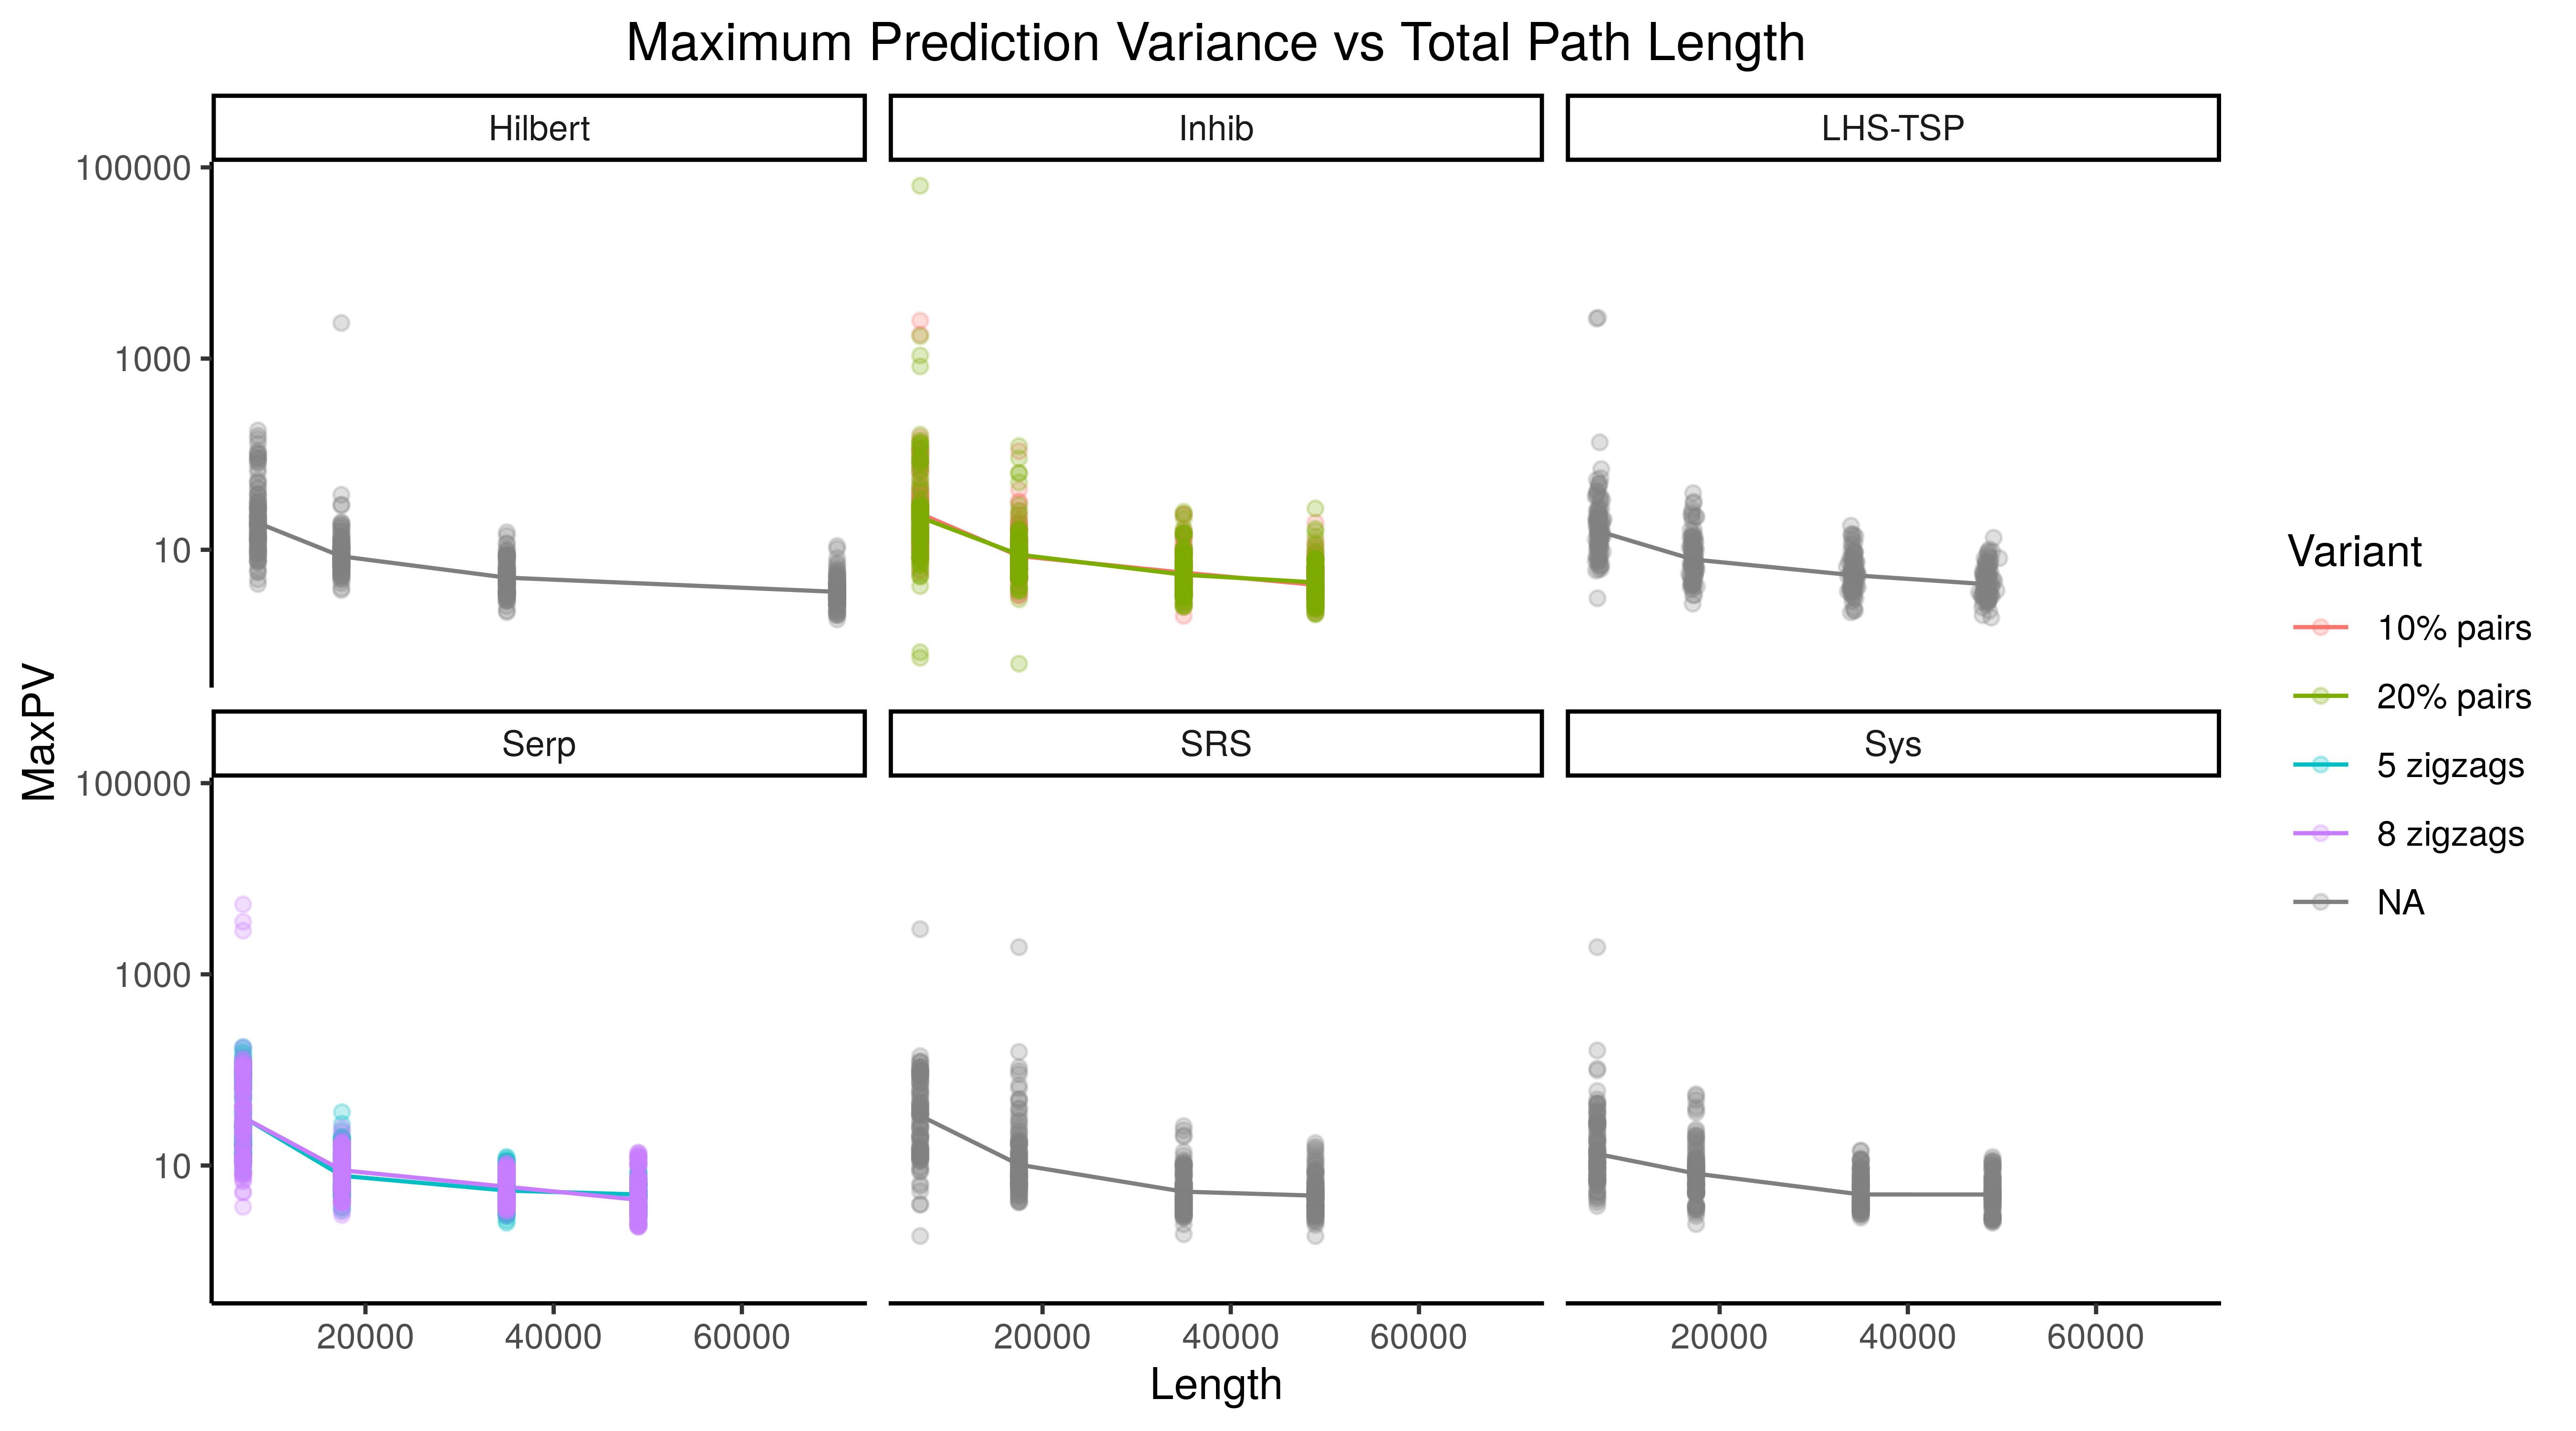 Maximum Prediction Variance vs Total Path Length
Hilbert
Inhib
LHS-TSP
100000
1000
10
Serp
SRS
Sys
100000
1000
10
20000
40000
60000
20000
40000
60000
20000
40000
60000
Length
MaxPV
Variant
10% pairs
20% pairs
5 zigzags
8 zigzags
NA